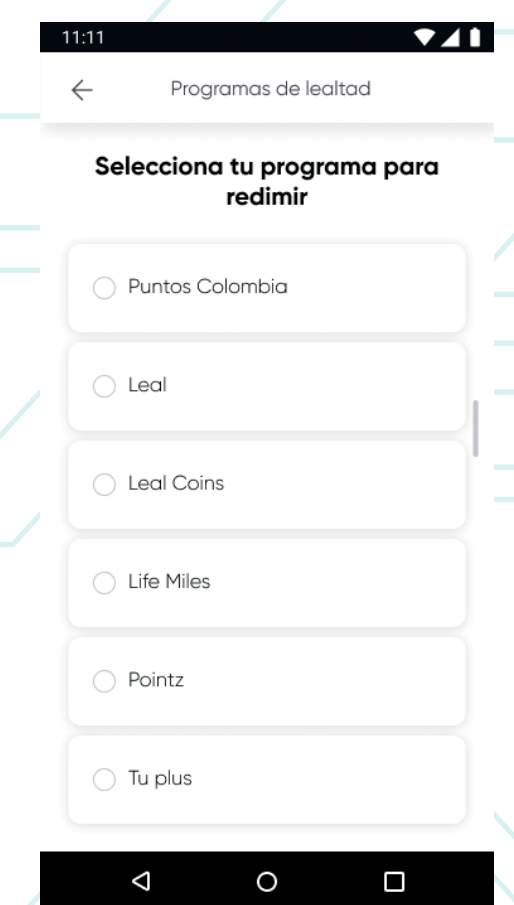 11:11
Programas de lealtad
Selecciona tu programa para
redimir
Puntos Colombia
Leal
Leal Coins
Life Miles
Pointz
Tu plus